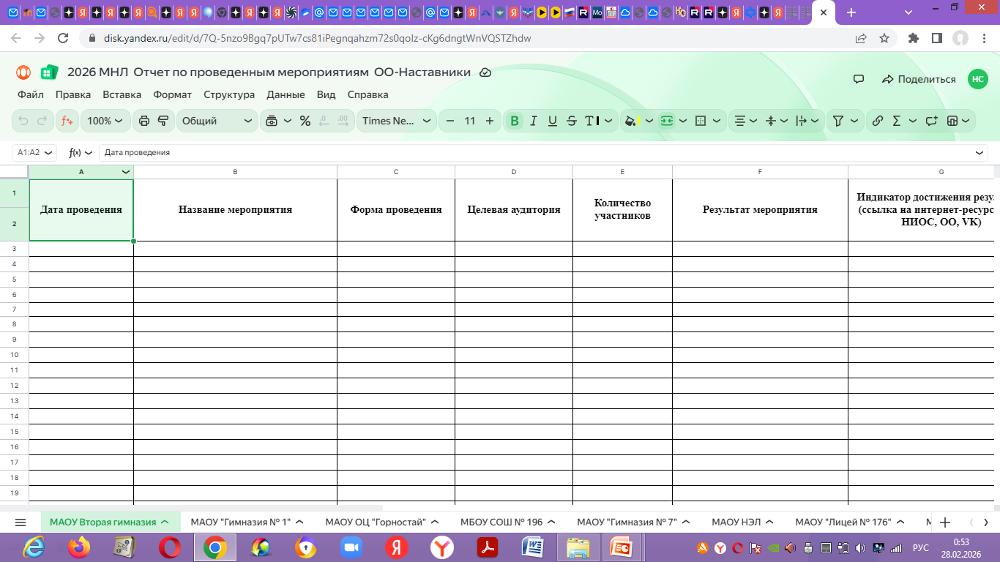 disk.yandex.ru/edit/d/7Q-5nzo9Bgq7pUTw7cs81iPegnqahzm72s0qoIz-cKg6dngtWnVQSTZhdw
2026 МНЛ Отчет по проведенным мероприятиям ОО-Наставники
Поделиться
НС
Файл Правка Вставка Формат Структура Данные Вид Справка
100% Общий % .0 .00 Times Ne... 11 B I U S
A1:A2 f(x) Дата проведения
A B C D E F G
1
2
Дата проведения
Название мероприятия
Форма проведения
Целевая аудитория
Количество
участников
Результат мероприятия
Индикатор достижения
(ссылка на
НИОС, ОО, VK)
3
4
5
6
7
8
9
10
11
12
13
14
15
16
17
18
19
МАОУ Вторая гимназия МАОУ "Гимназия № 1" МАОУ ОЦ "Горностай" МБОУ СОШ № 196 МАОУ "Гимназия № 7" МАОУ НЭЛ МАОУ "Лицей № 176"
РУС
0:53
28.02.2026